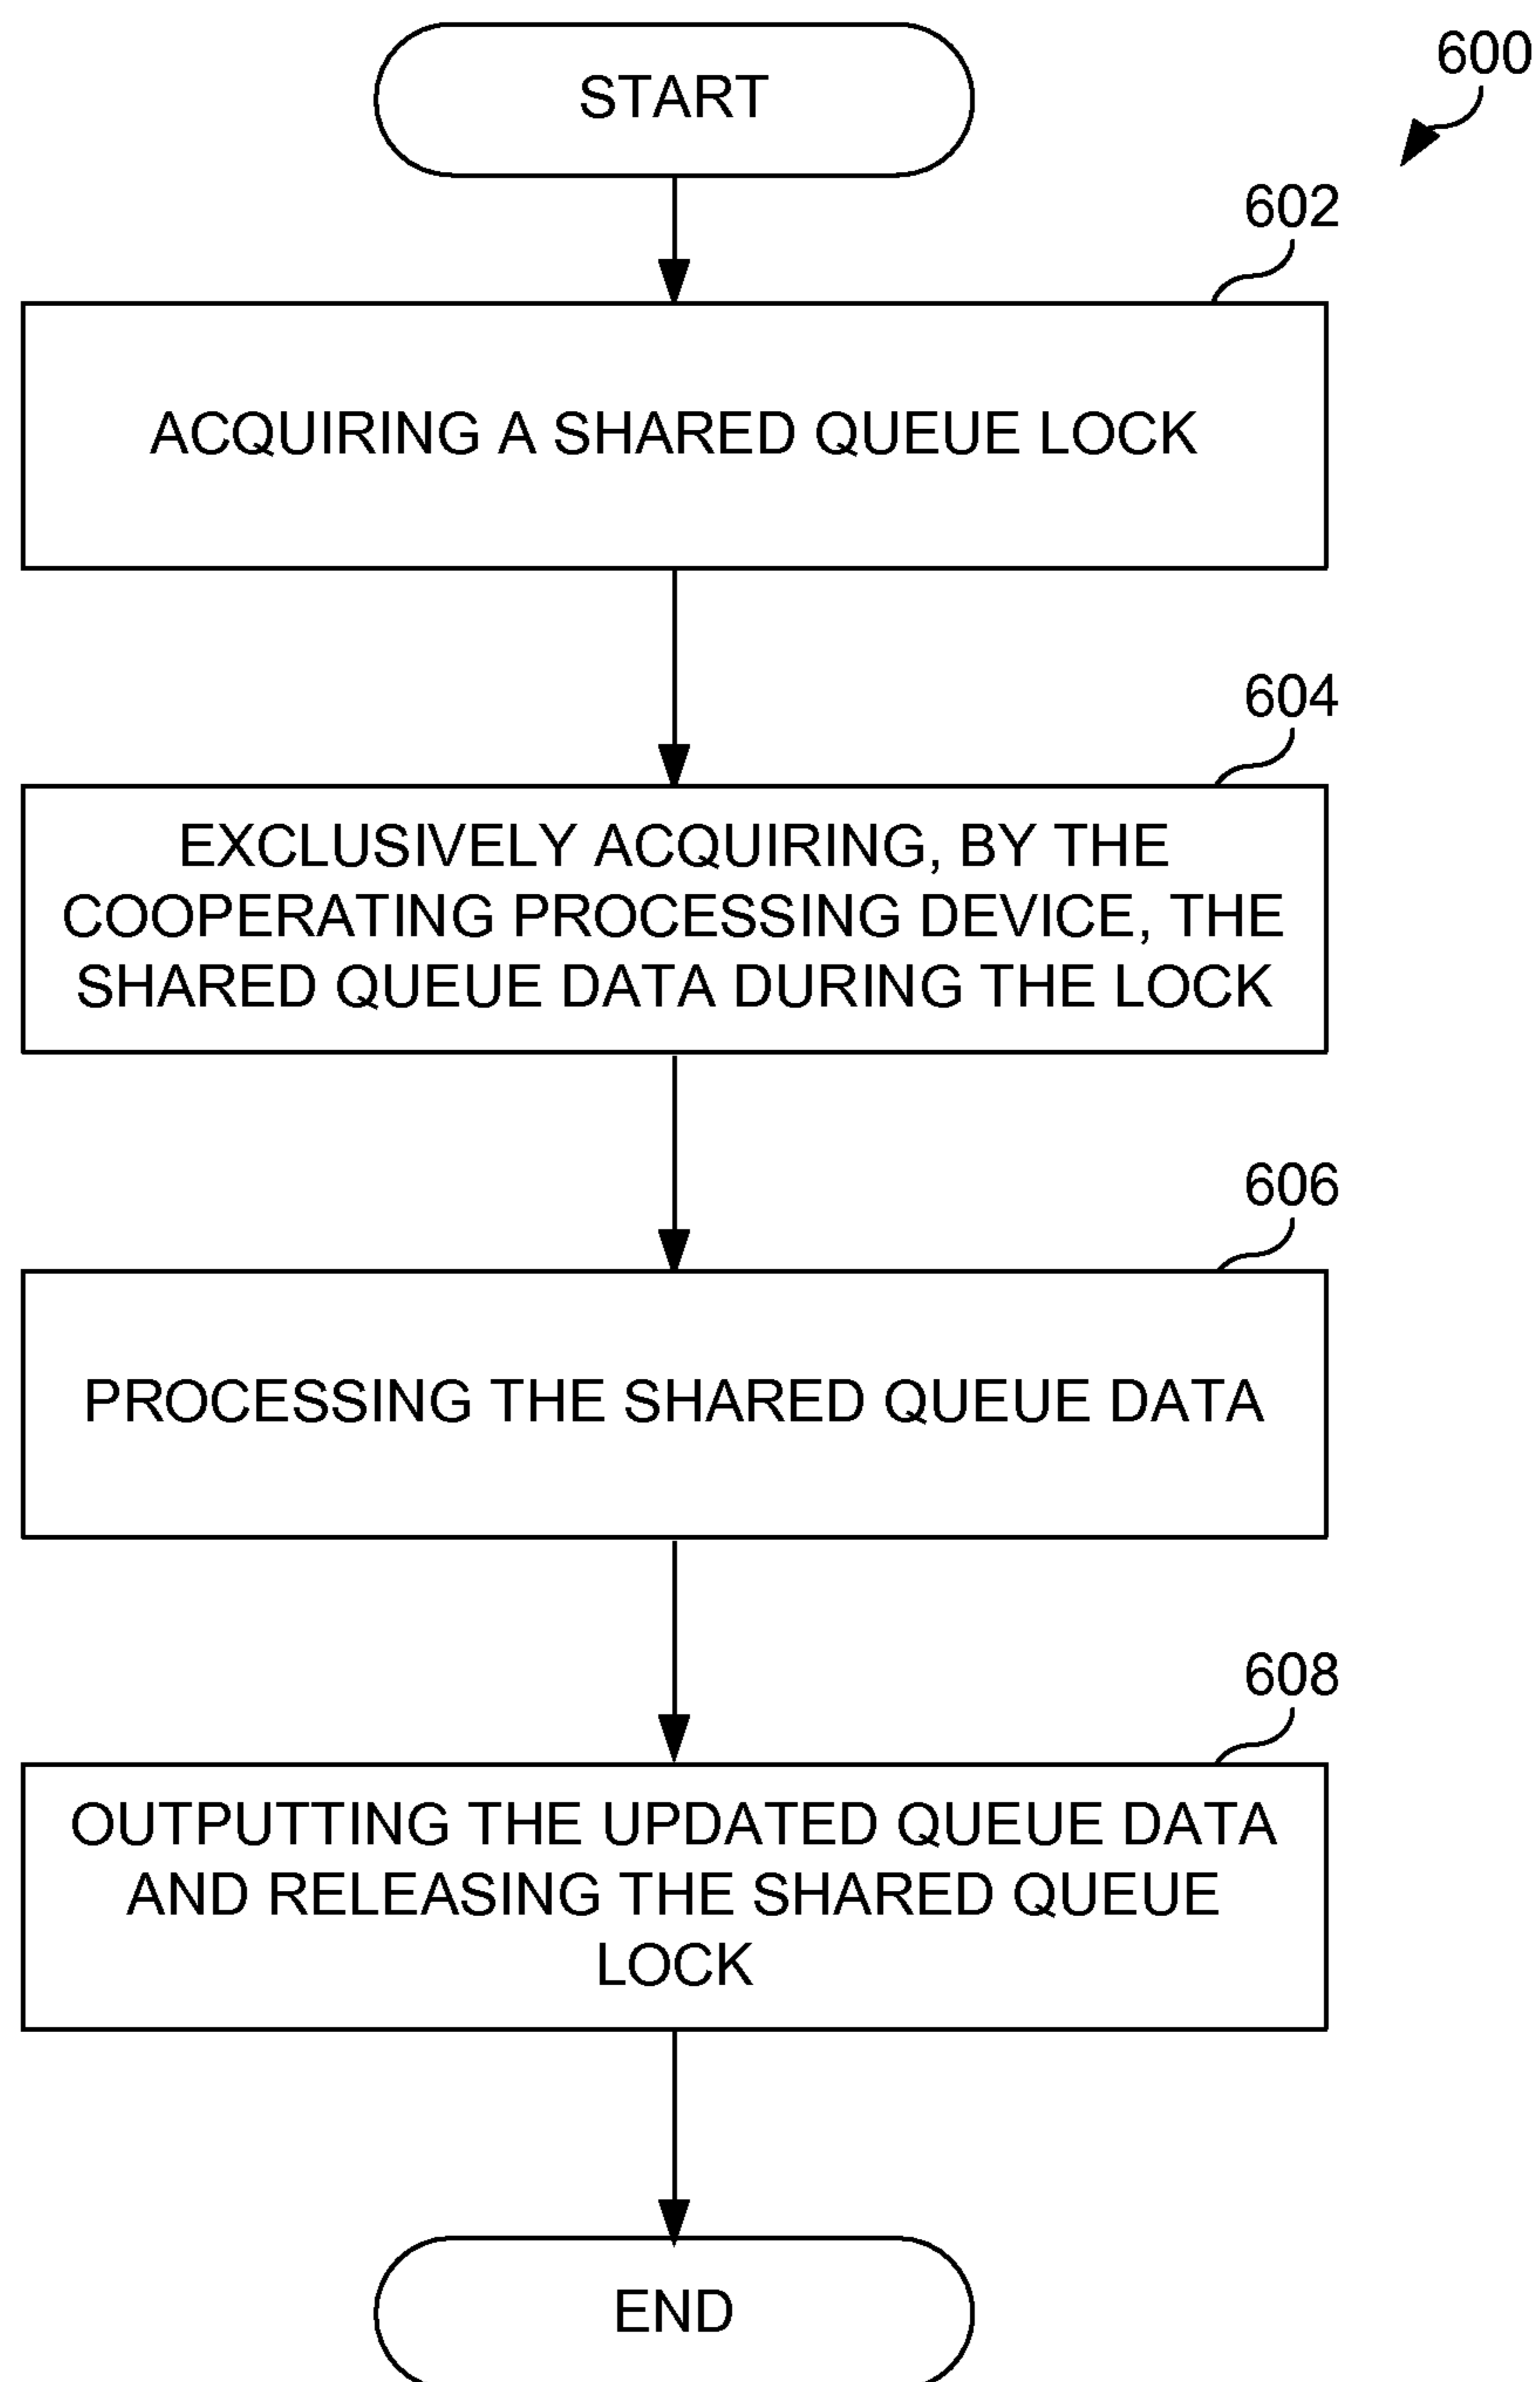 START
600
602
ACQUIRING A SHARED QUEUE LOCK
604
EXCLUSIVELY ACQUIRING, BY THE
COOPERATING PROCESSING DEVICE, THE
SHARED QUEUE DATA DURING THE LOCK
606
PROCESSING THE SHARED QUEUE DATA
608
OUTPUTTING THE UPDATED QUEUE DATA
AND RELEASING THE SHARED QUEUE
LOCK
END